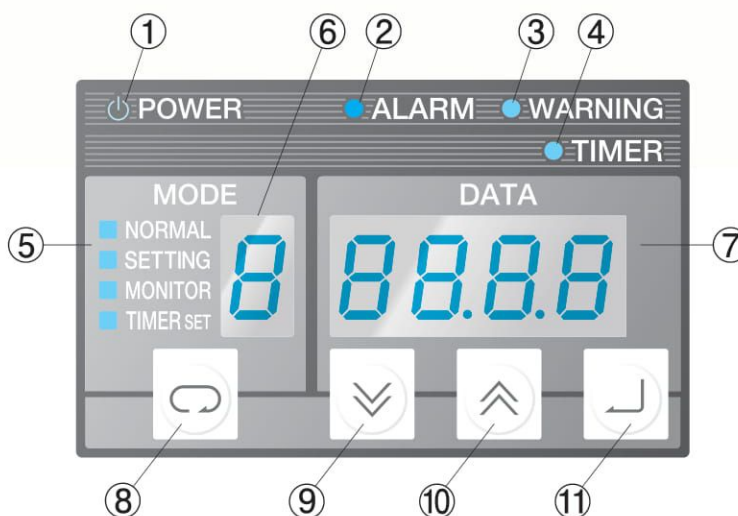 ① ⑥ ② ③ ④
POWER ALARM WARNING
TIMER
MODE DATA
⑤ NORMAL
SETTING
MONITOR
TIMER SET
8 888.8.8 ⑦
⑧ ⑨ ⑩ ⑪